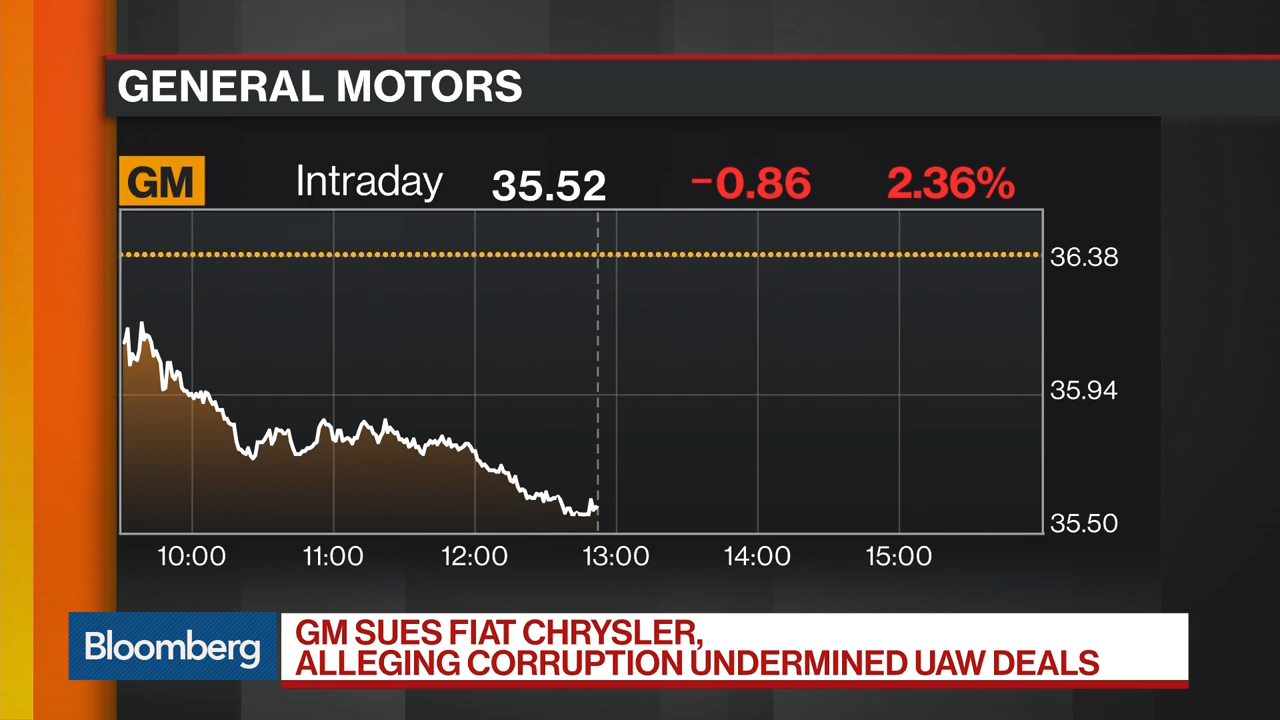 GENERAL MOTORS
GM Intraday 35.52 -0.86 2.36%
36.38
35.94
35.50
10:00 11:00 12:00 13:00 14:00 15:00
Bloomberg
GM SUES FIAT CHRYSLER,
ALLEGING CORRUPTION UNDERMINED UAW DEALS